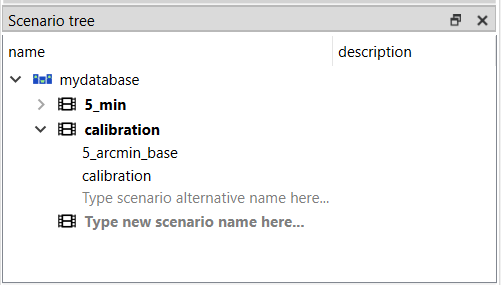 Scenario tree
name description
mydatabase
5_min
calibration
5_arcmin_base
calibration
Type scenario alternative name here...
Type new scenario name here...